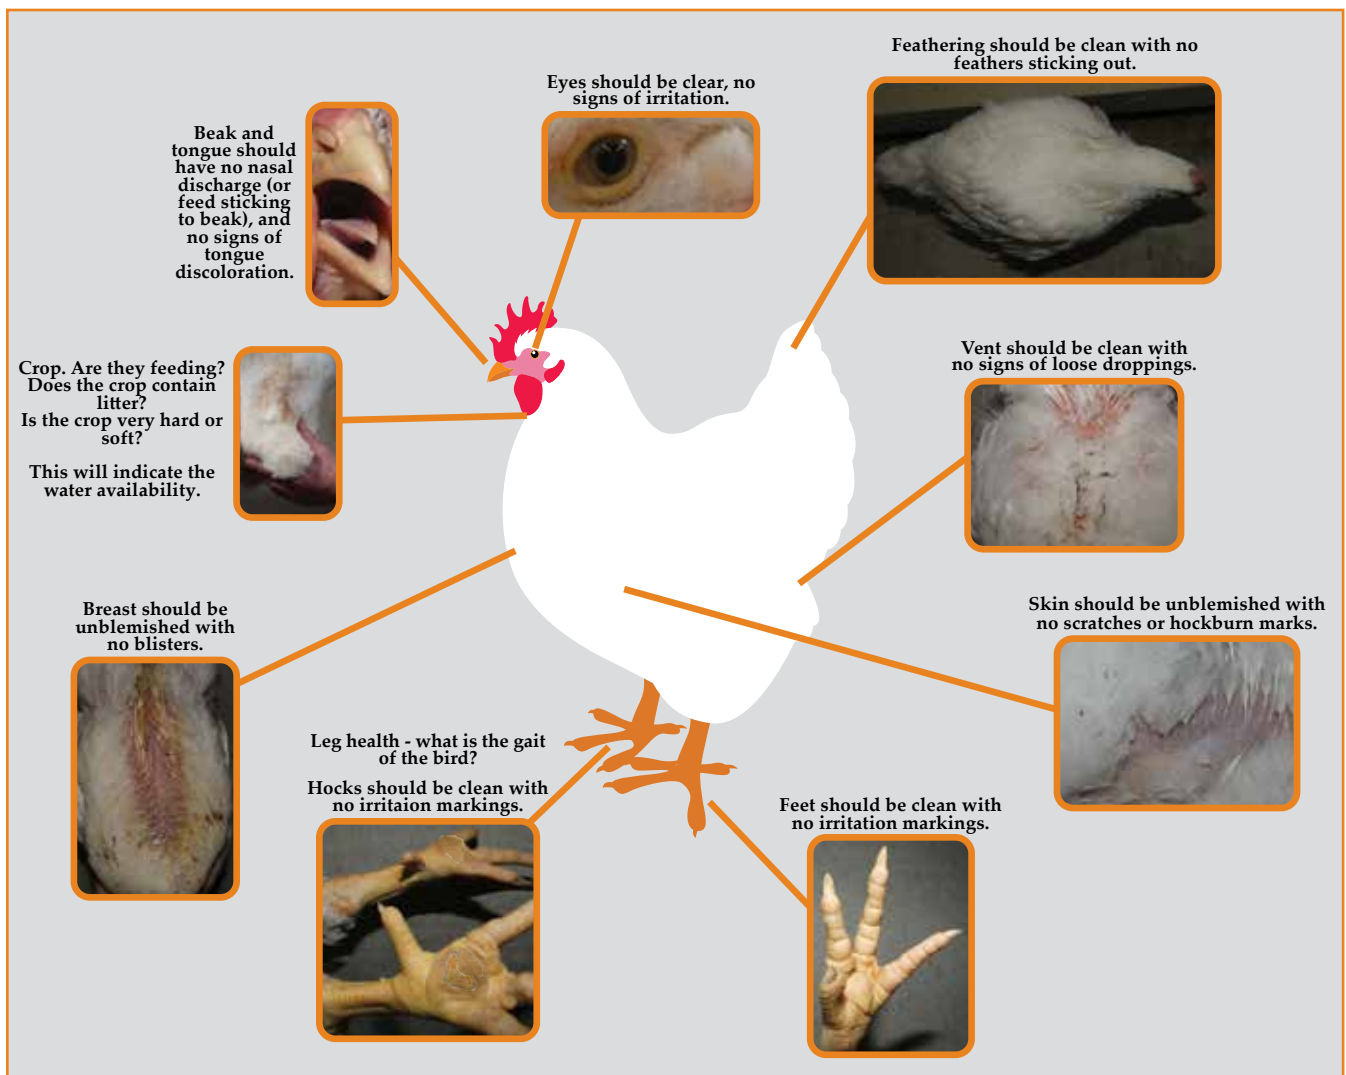 Feathering should be clean with no
feathers sticking out.
Eyes should be clear, no
signs of irritation.
Beak and
tongue should
have no nasal
discharge (or
feed sticking
to beak), and
no signs of
tongue
discoloration.
Vent should be clean with
no signs of loose droppings.
Crop. Are they feeding?
Does the crop contain
litter?
Is the crop very hard or
soft?
This will indicate the
water availability.
Skin should be unblemished with
no scratches or hockburn marks.
Breast should be
unblemished with
no blisters.
Leg health - what is the gait
of the bird?
Hocks should be clean with
no irritaion markings.
Feet should be clean with
no irritation markings.